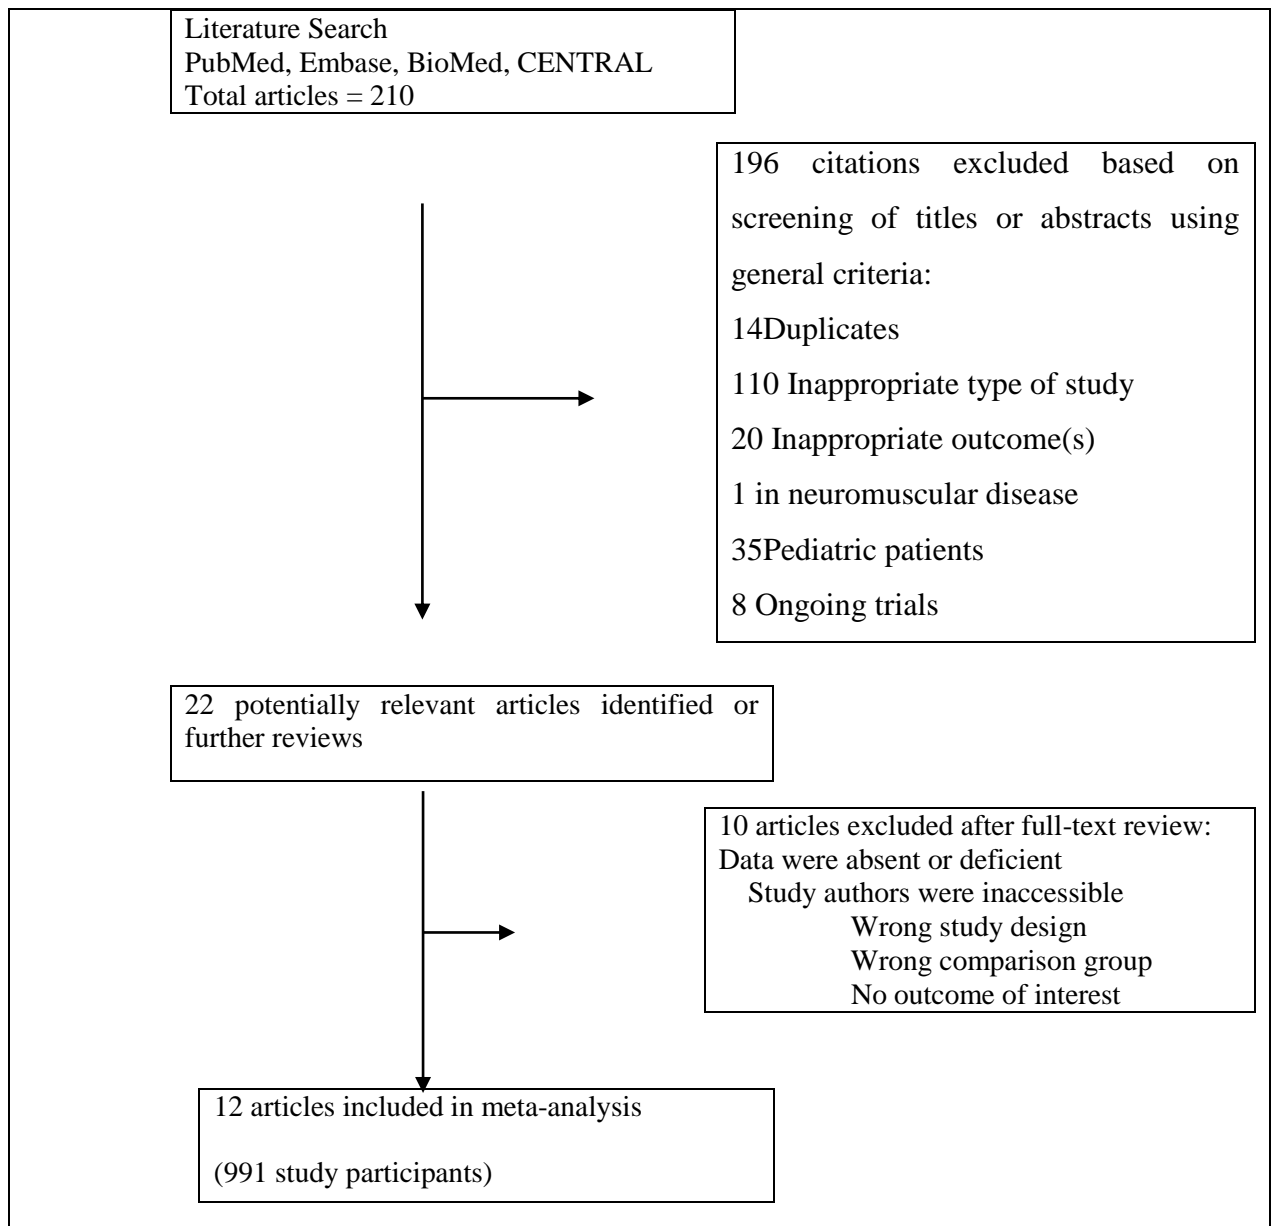 Literature Search
PubMed, Embase, BioMed, CENTRAL
Total articles = 210
196 citations excluded based on
screening of titles or abstracts using
general criteria:
14Duplicates
110 Inappropriate type of study
20 Inappropriate outcome(s)
1 in neuromuscular disease
35Pediatric patients
8 Ongoing trials
22 potentially relevant articles identified or
further reviews
10 articles excluded after full-text review:
Data were absent or deficient
Study authors were inaccessible
Wrong study design
Wrong comparison group
No outcome of interest
12 articles included in meta-analysis
(991 study participants)